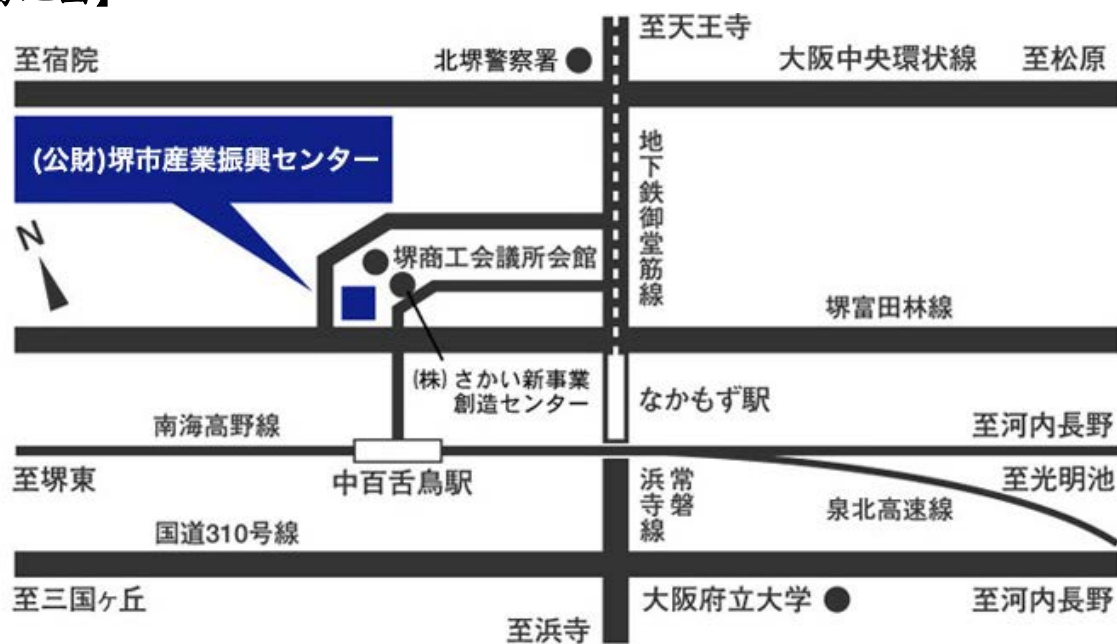 至天王寺
至宿院
北堺警察署
大阪中央環状線
至松原
(公財)堺市産業振興センター
地下鉄御堂筋線
N
堺商工会議所会館
堺富田林線
(株)さかい新事業
創造センター
なかもず駅
南海高野線
至河内長野
至堺東
中百舌鳥駅
常磐
浜寺線
至光明池
泉北高速線
国道310号線
至三国ヶ丘
大阪府立大学
至河内長野
至浜寺